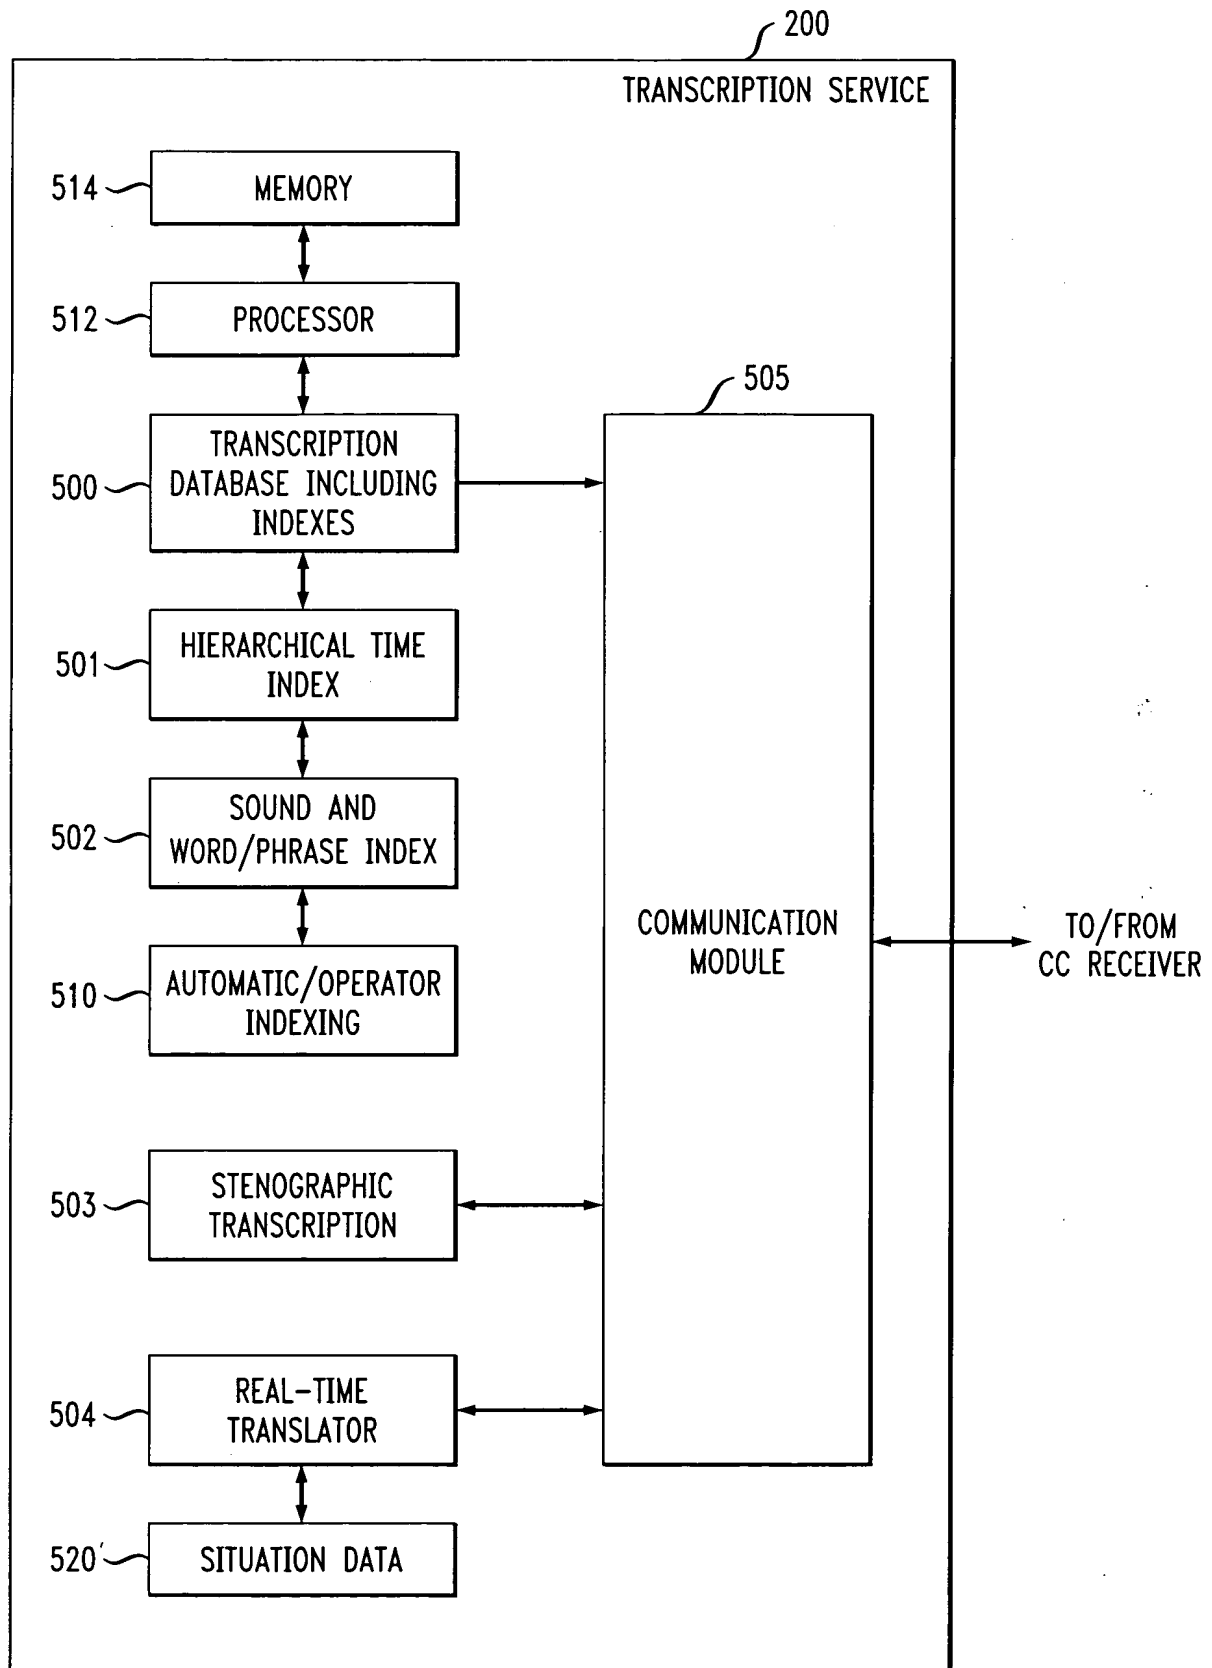 200
TRANSCRIPTION SERVICE
514
MEMORY
512
PROCESSOR
505
500
TRANSCRIPTION
DATABASE INCLUDING
INDEXES
501
HIERARCHICAL TIME
INDEX
502
SOUND AND
WORD/PHRASE INDEX
COMMUNICATION
MODULE
TO/FROM
CC RECEIVER
510
AUTOMATIC/OPERATOR
INDEXING
503
STENOGRAPHIC
TRANSCRIPTION
504
REAL-TIME
TRANSLATOR
520'
SITUATION DATA